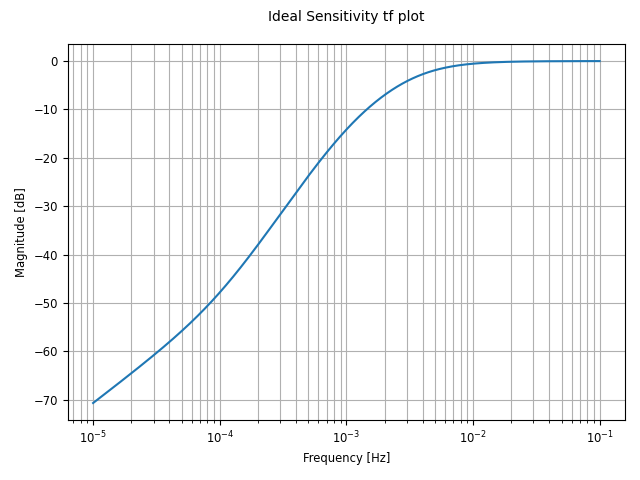 Ideal Sensitivity tf plot
0
−10
−20
−30
−40
−50
−60
−70
Magnitude [dB]
10⁻⁵ 10⁻⁴ 10⁻³ 10⁻² 10⁻¹
Frequency [Hz]